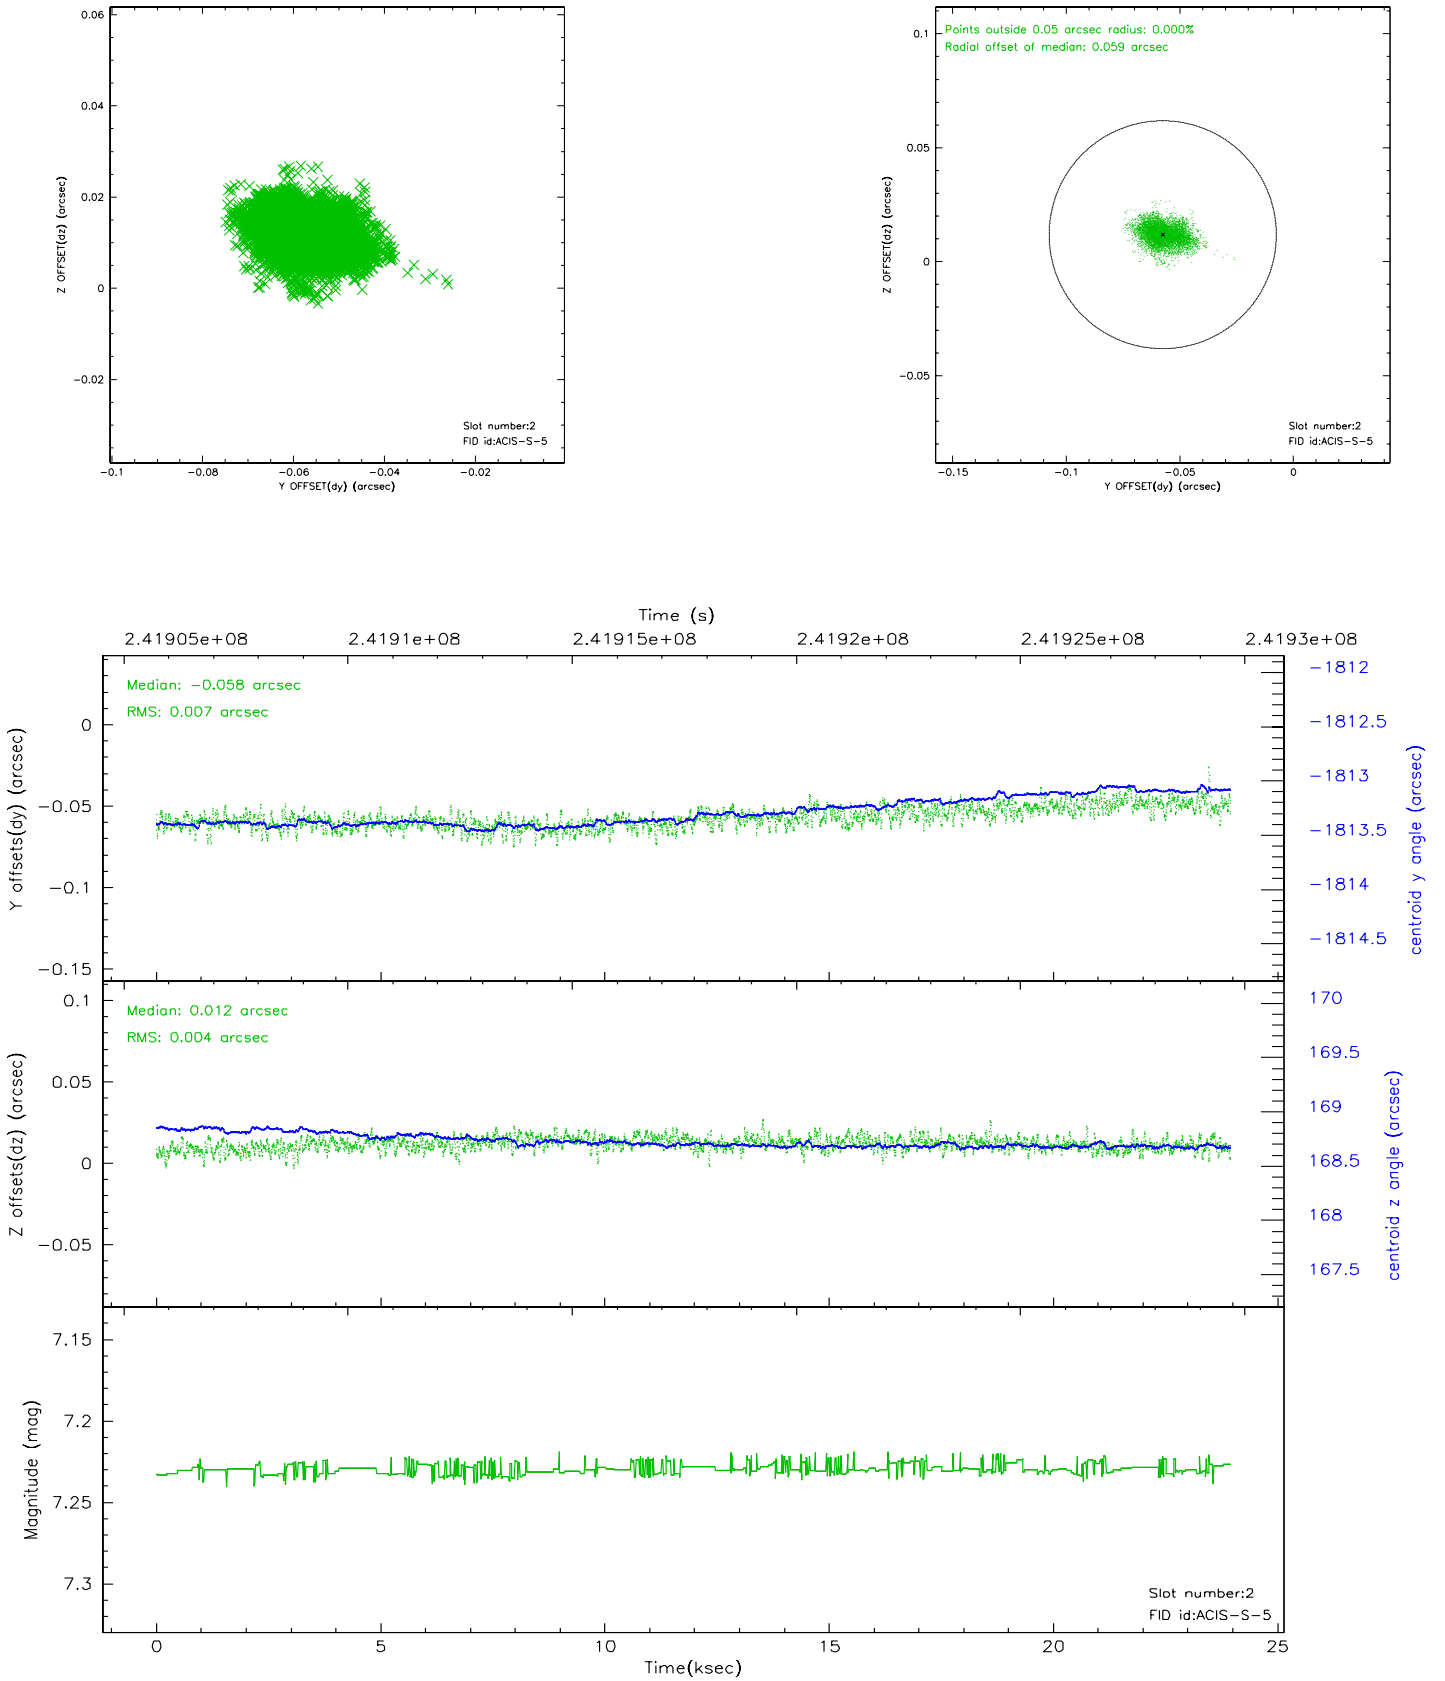 0.06
0.04
0.02
0
-0.02
Z OFFSET(dz) (arcsec)
-0.1
-0.08
-0.06
-0.04
-0.02
Y OFFSET(dy) (arcsec)
Slot number:2
FID id:ACIS-S-5
Points outside 0.05 arcsec radius: 0.000%
Radial offset of median: 0.059 arcsec
0.1
0.05
0
-0.05
Z OFFSET(dz) (arcsec)
-0.15
-0.1
-0.05
0
Y OFFSET(dy) (arcsec)
Slot number:2
FID id:ACIS-S-5
Time (s)
2.41905e+08
2.4191e+08
2.41915e+08
2.4192e+08
2.41925e+08
2.4193e+08
Median: -0.058 arcsec
RMS: 0.007 arcsec
0
-0.05
-0.1
-0.15
Y offsets(dy) (arcsec)
-1812
-1812.5
-1813
-1813.5
-1814
-1814.5
centroid y angle (arcsec)
Median: 0.012 arcsec
RMS: 0.004 arcsec
0.1
0.05
0
-0.05
Z offsets(dz) (arcsec)
170
169.5
169
168.5
168
167.5
centroid z angle (arcsec)
7.15
7.2
7.25
7.3
Magnitude (mag)
Slot number:2
FID id:ACIS-S-5
0
5
10
15
20
25
Time(ksec)